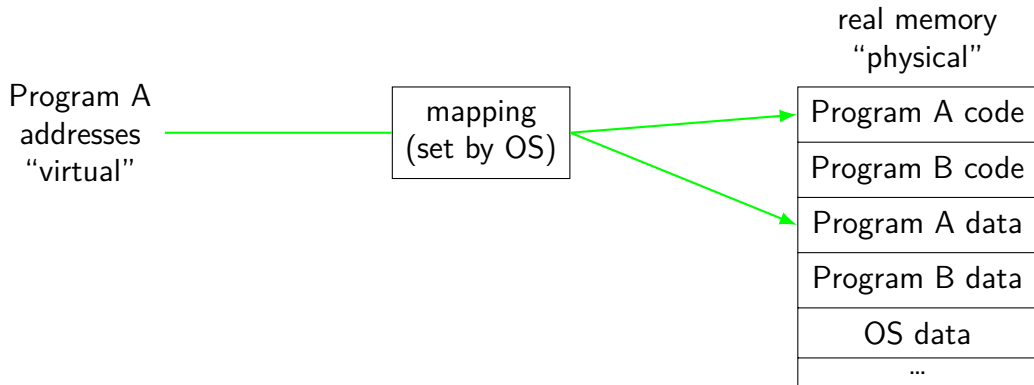 real memory
“physical”
Program A
addresses
“virtual”
mapping
(set by OS)
Program A code
Program B code
Program A data
Program B data
OS data
...